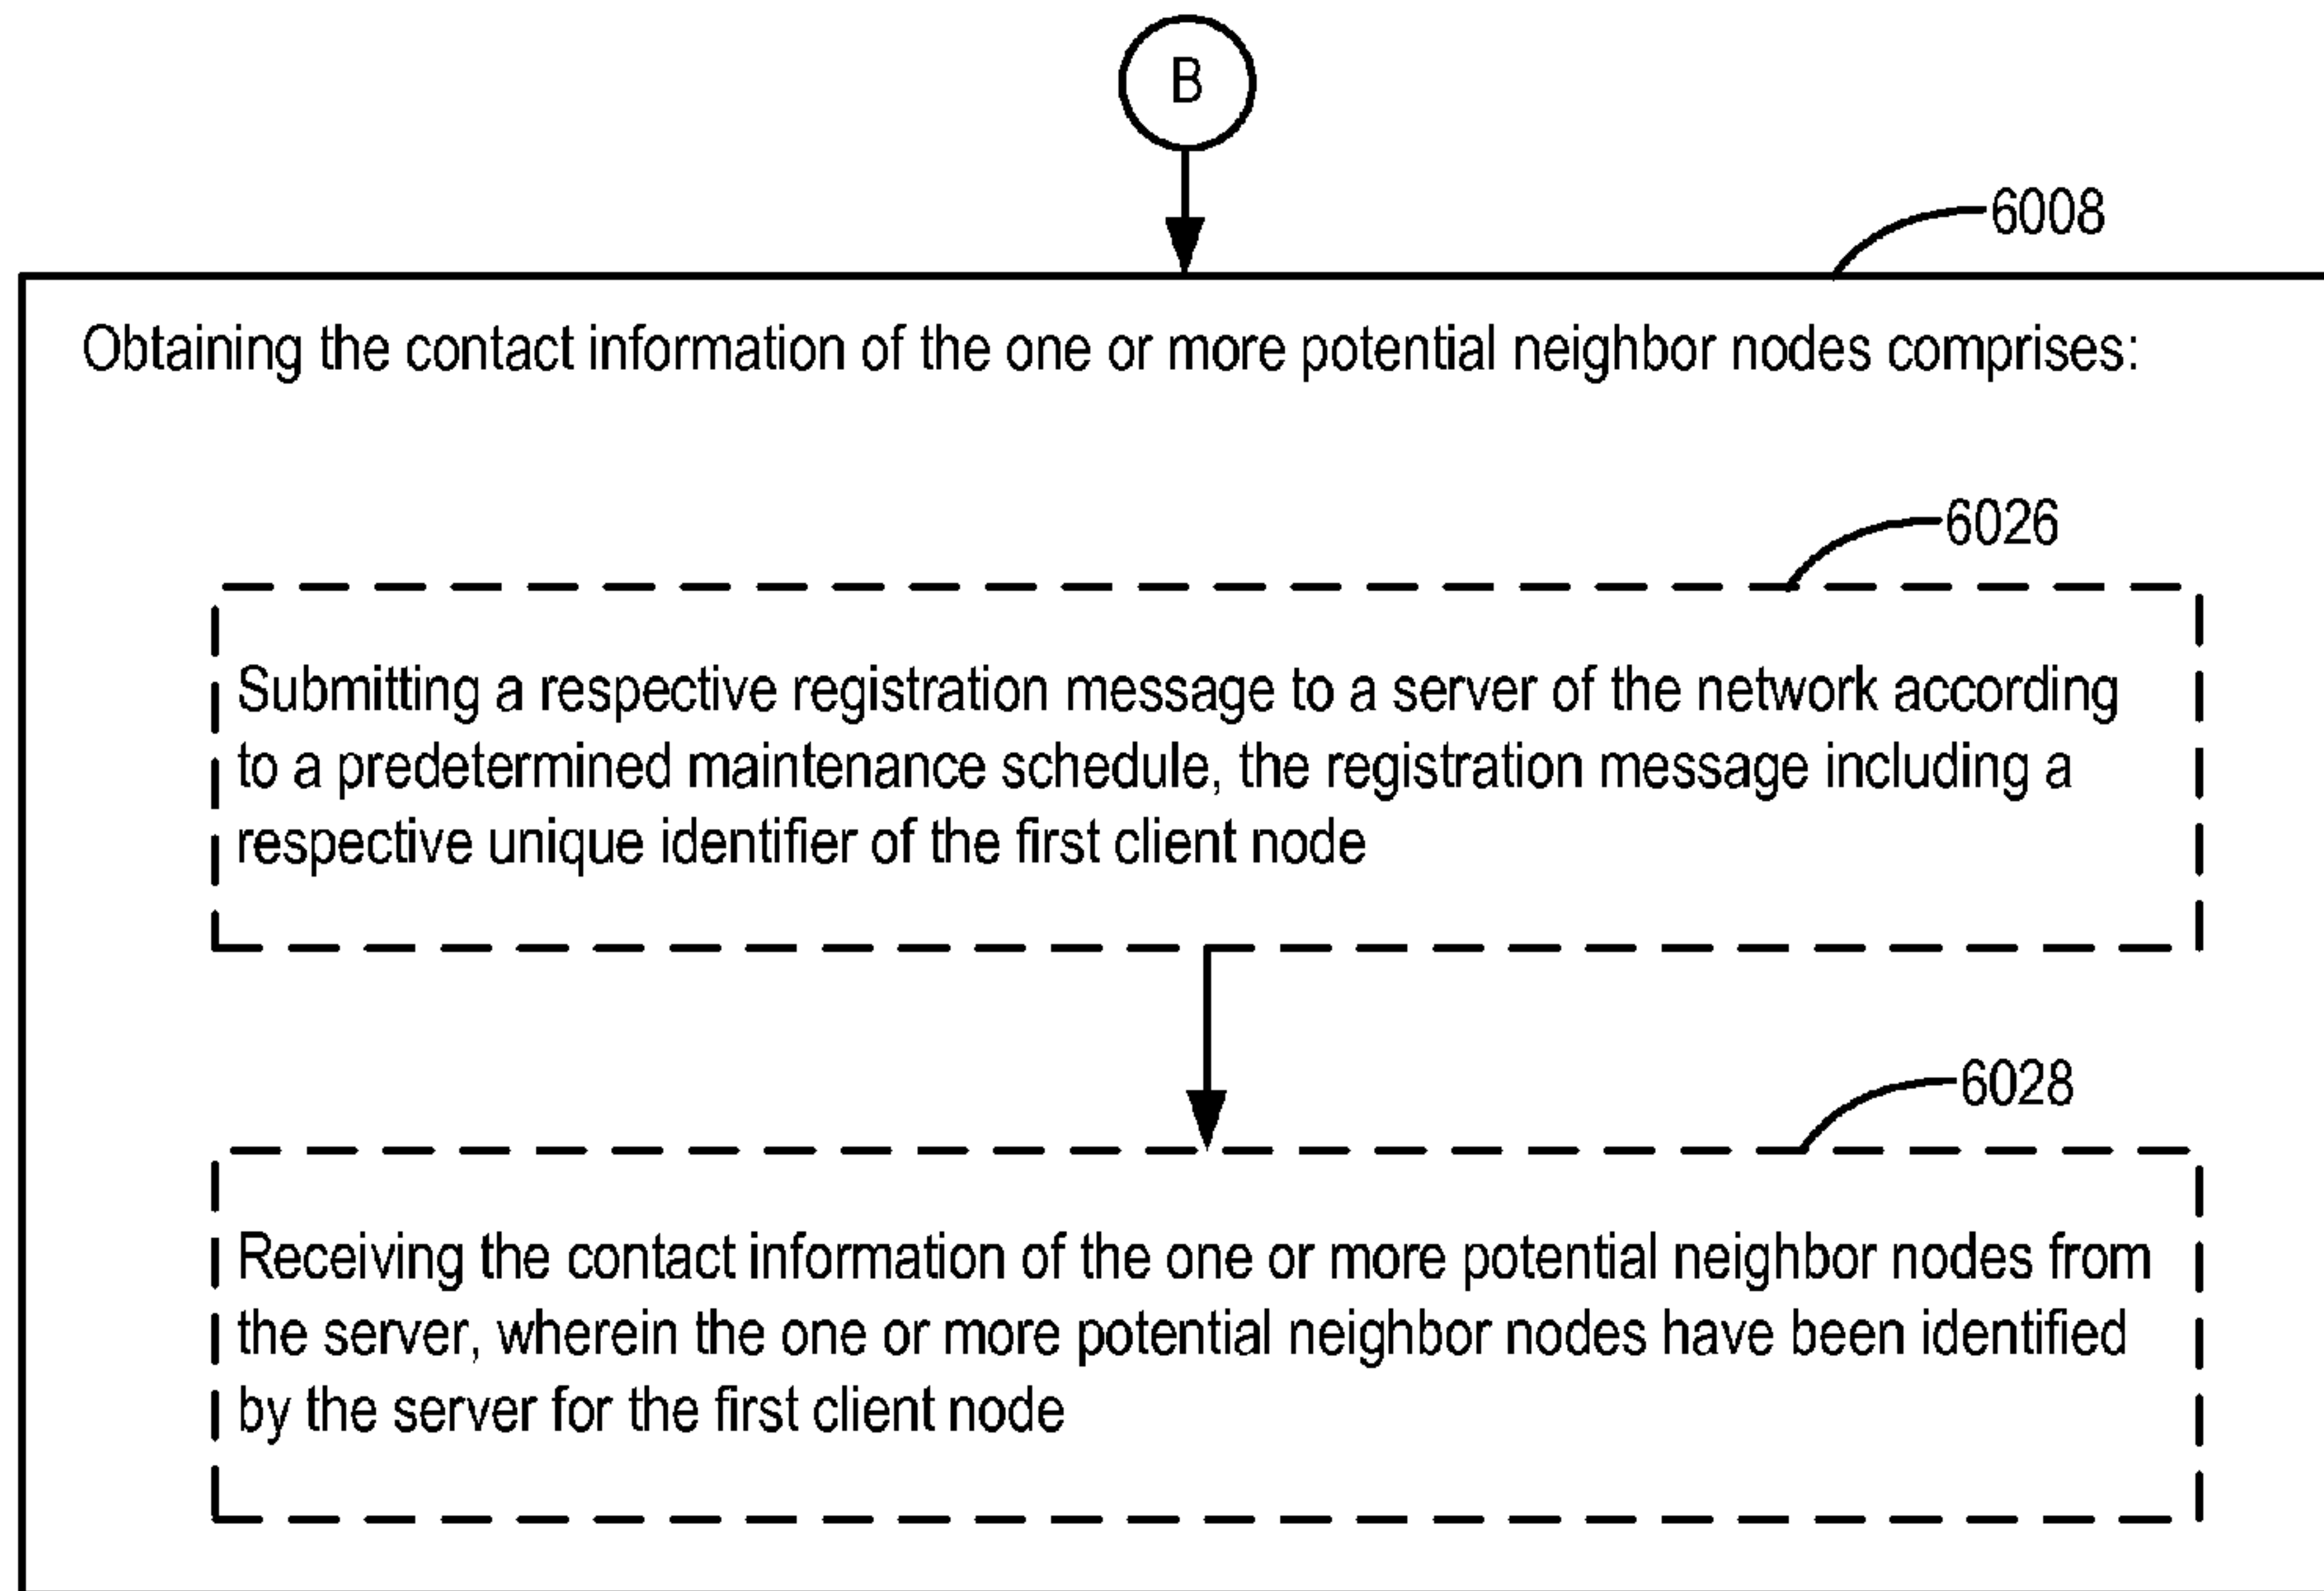 B
6008
Obtaining the contact information of the one or more potential neighbor nodes comprises:
6026
Submitting a respective registration message to a server of the network according
to a predetermined maintenance schedule, the registration message including a
respective unique identifier of the first client node
6028
Receiving the contact information of the one or more potential neighbor nodes from
the server, wherein the one or more potential neighbor nodes have been identified
by the server for the first client node